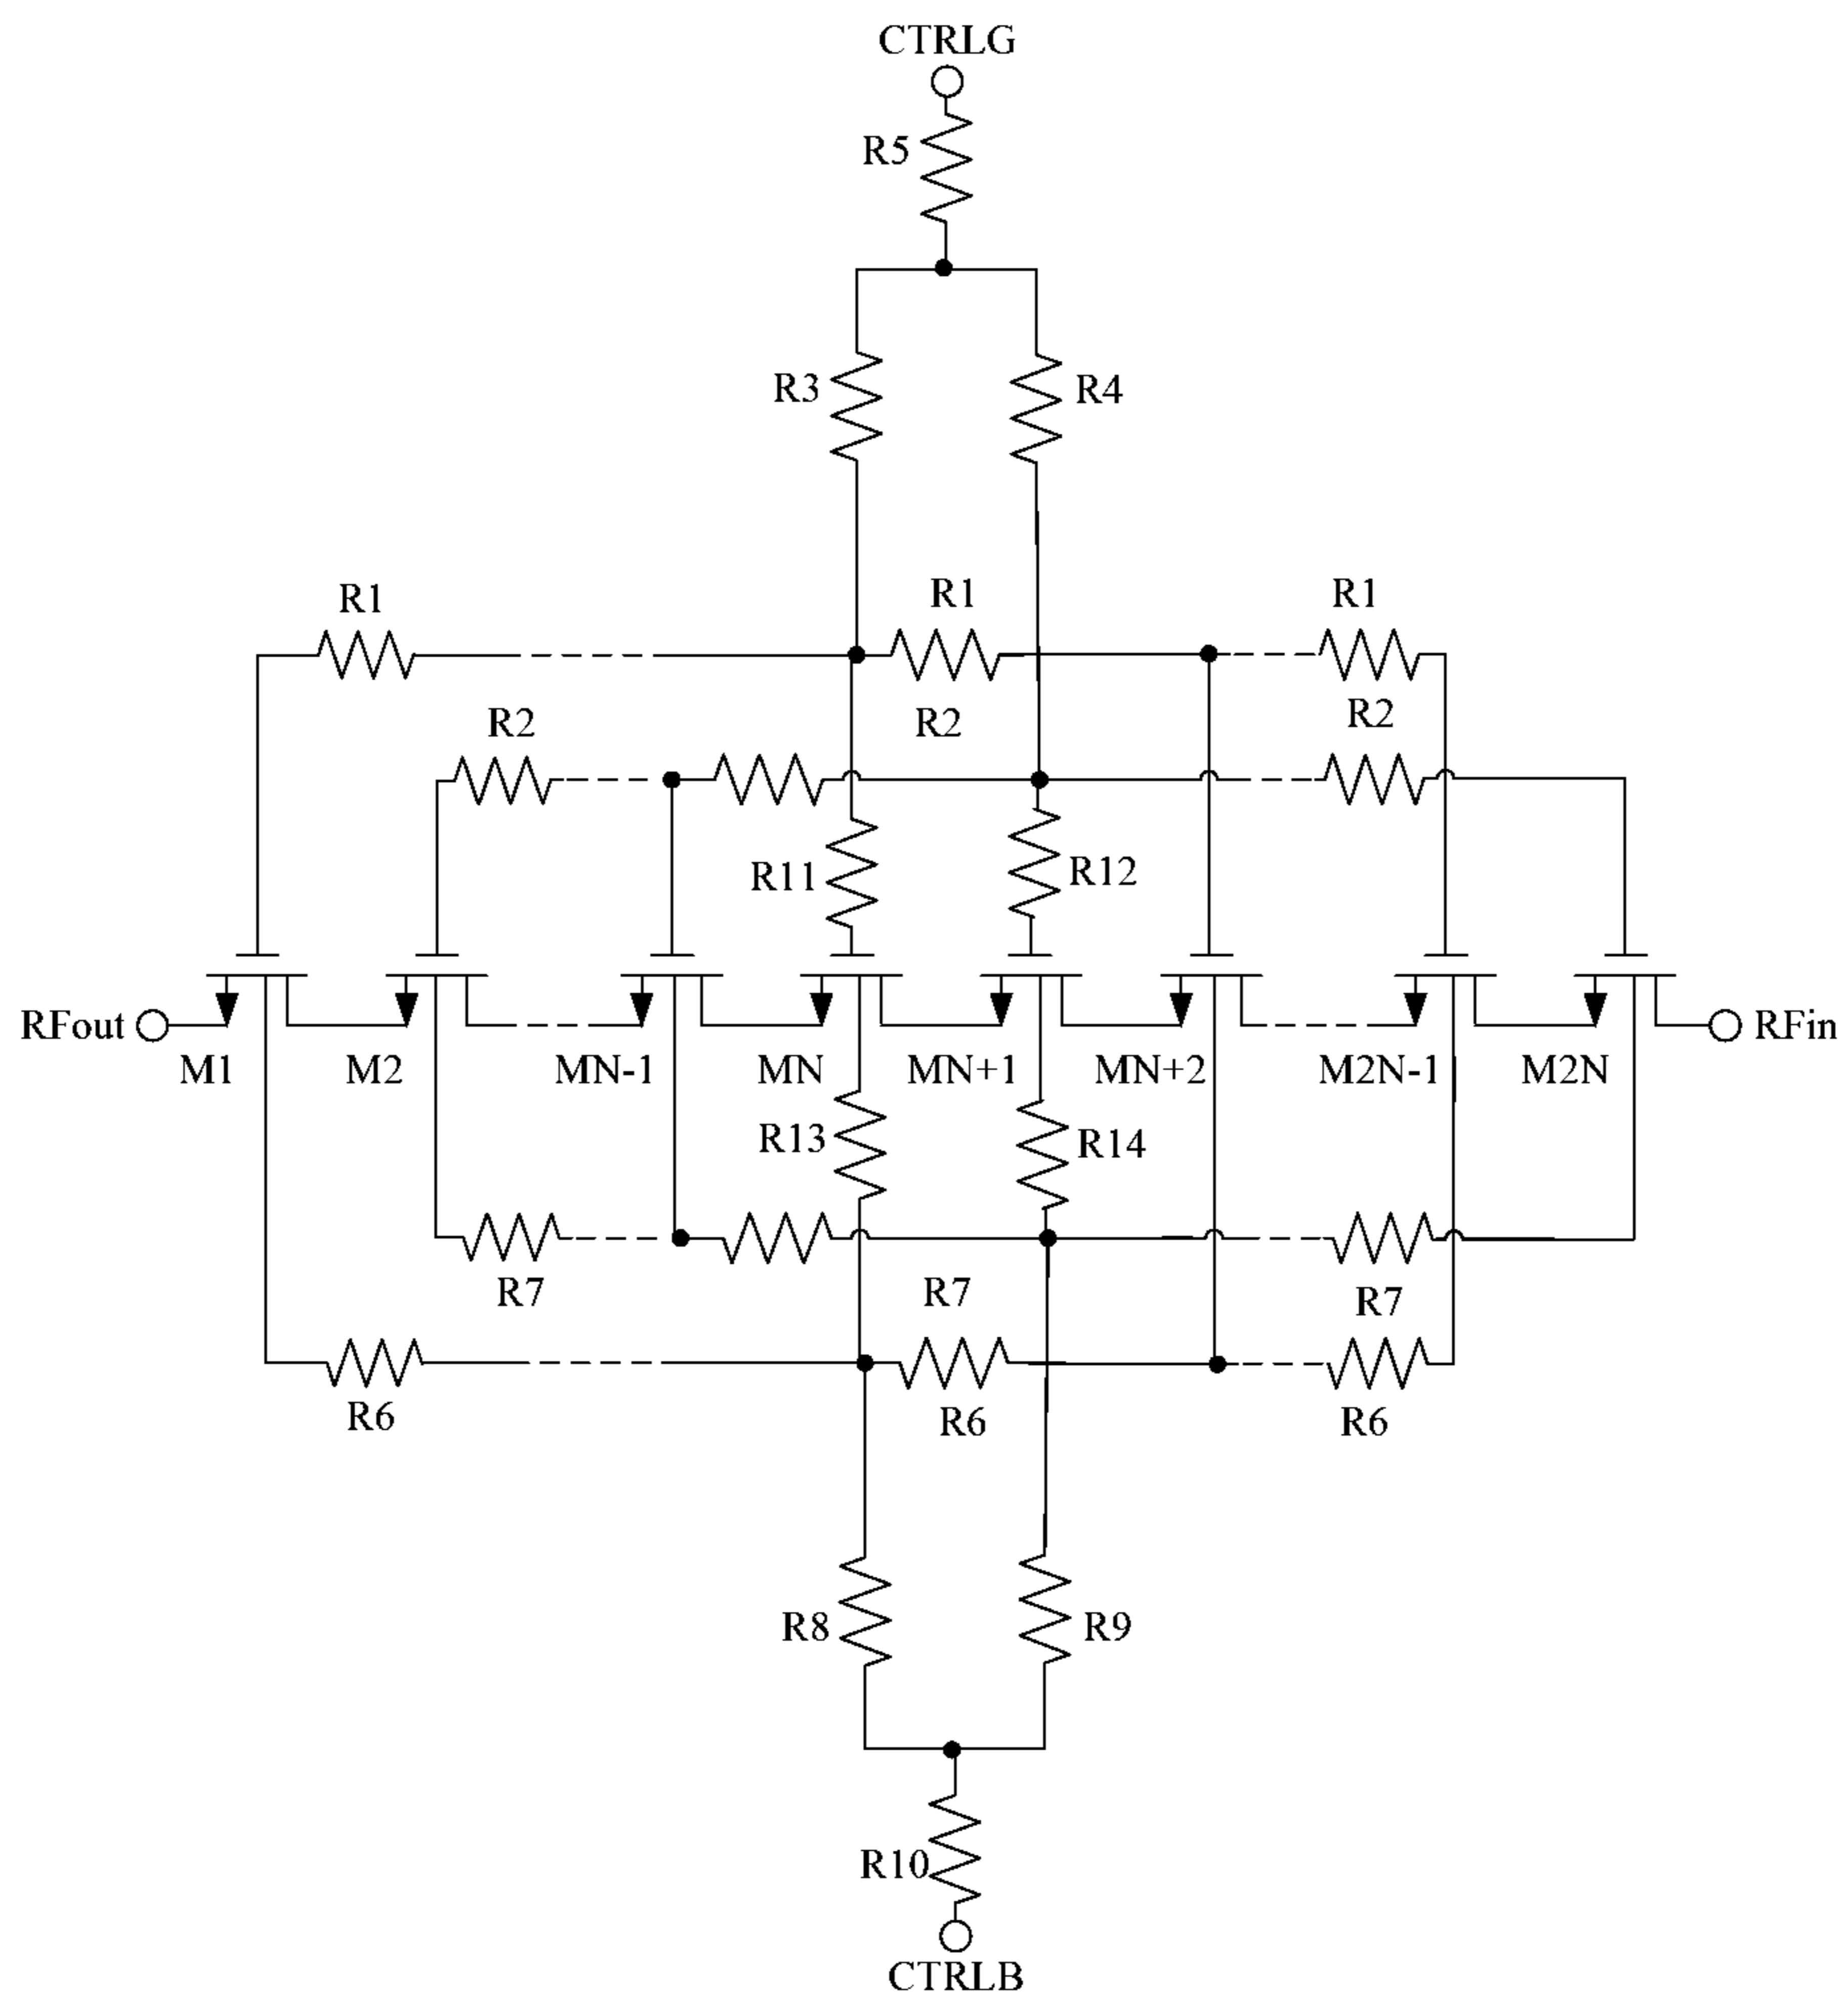 CTRLG
R5
R3
R4
R1
R1
R1
R2
R2
R2
R11
R12
RFout
RFin
M1
M2
MN-1
MN
MN+1
MN+2
M2N-1
M2N
R13
R14
R7
R7
R7
R6
R6
R6
R8
R9
R10
CTRLB